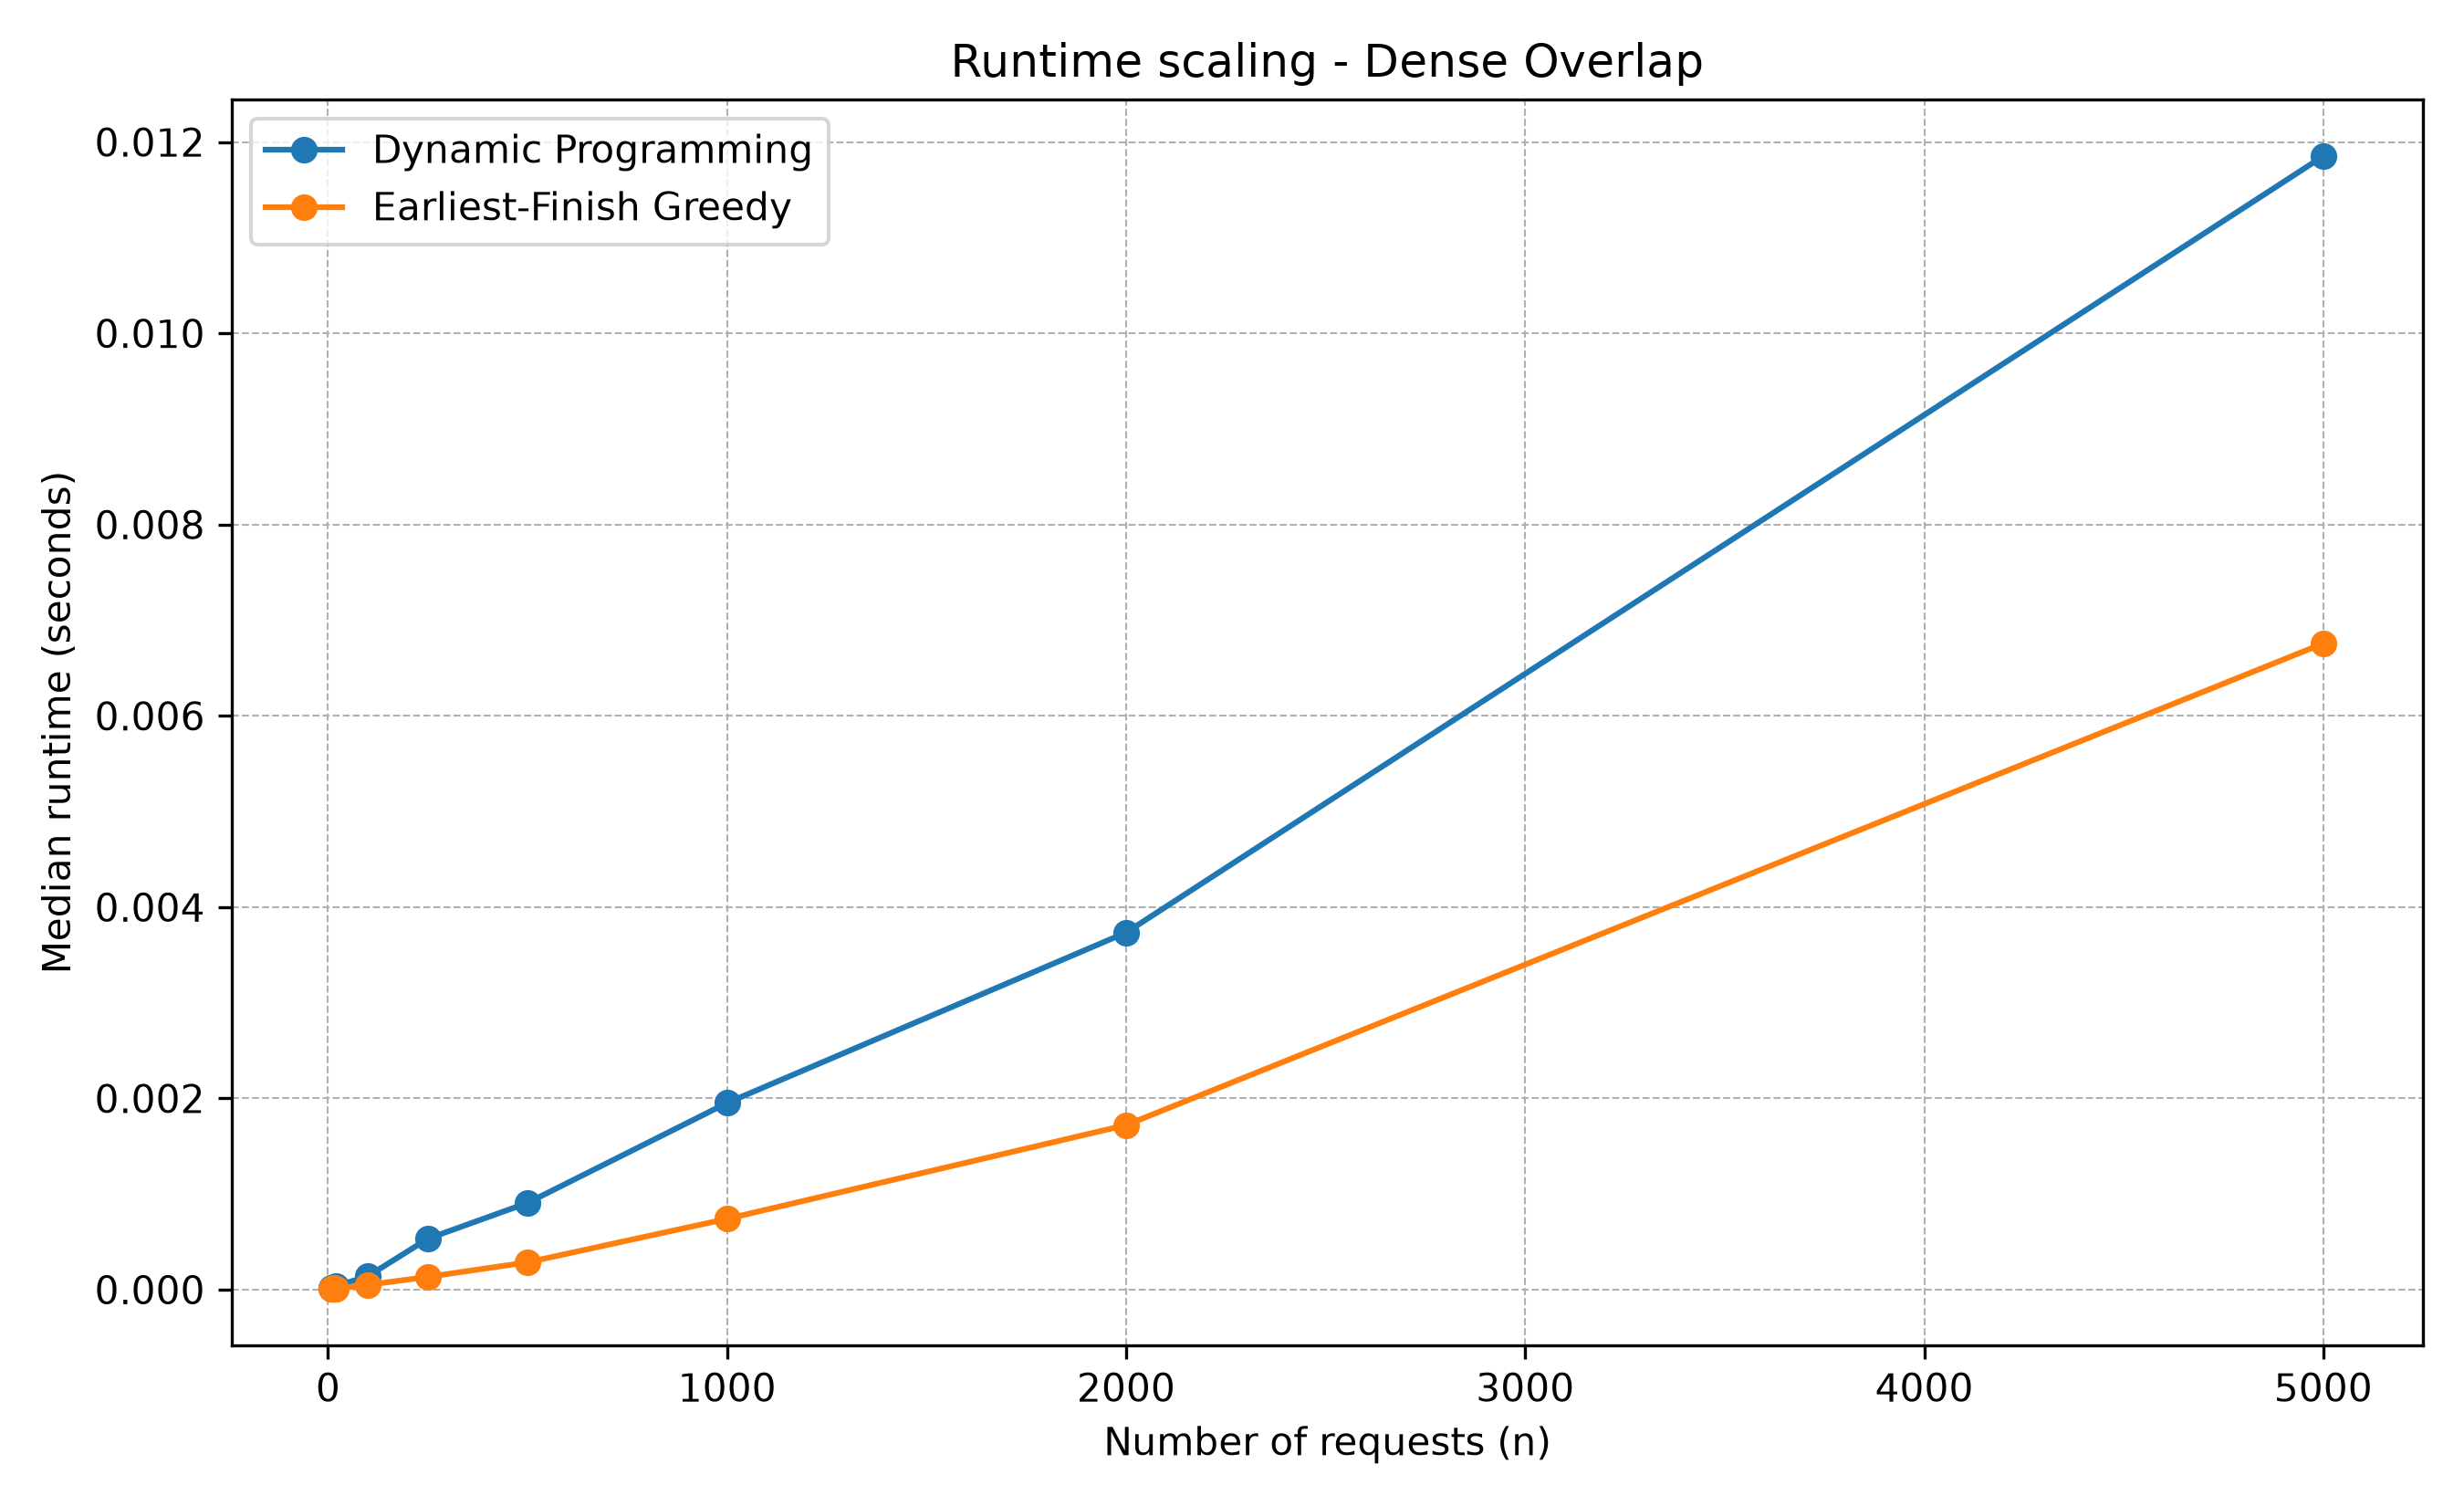 Runtime scaling - Dense Overlap
Dynamic Programming
Earliest-Finish Greedy
Median runtime (seconds)
0.012
0.010
0.008
0.006
0.004
0.002
0.000
0 1000 2000 3000 4000 5000
Number of requests (n)